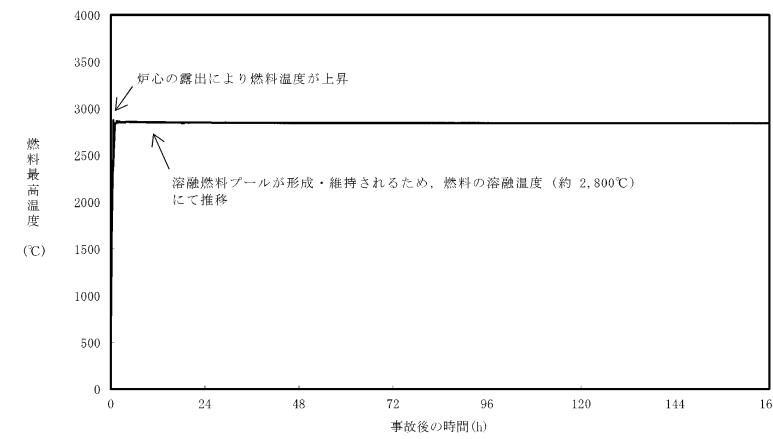 4000
3500
3000
2500
2000
1500
1000
500
0
燃料最高温度
(℃)
炉心の露出により燃料温度が上昇
溶融燃料プールが形成・維持されるため，燃料の溶融温度（約 2,800℃）
にて推移
0 24 48 72 96 120 144 16
事故後の時間(h)